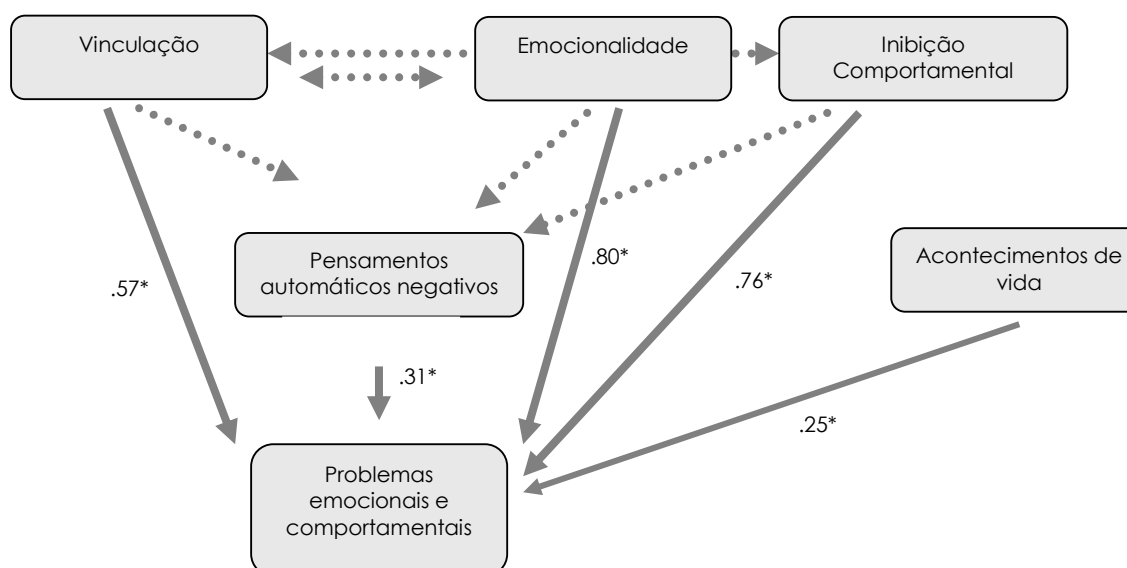 Vinculação
Emocionalidade
Inibição
Comportamental
Pensamentos
automáticos negativos
Acontecimentos de
vida
.57*
.80*
.76*
.31*
.25*
Problemas
emocionais e
comportamentais